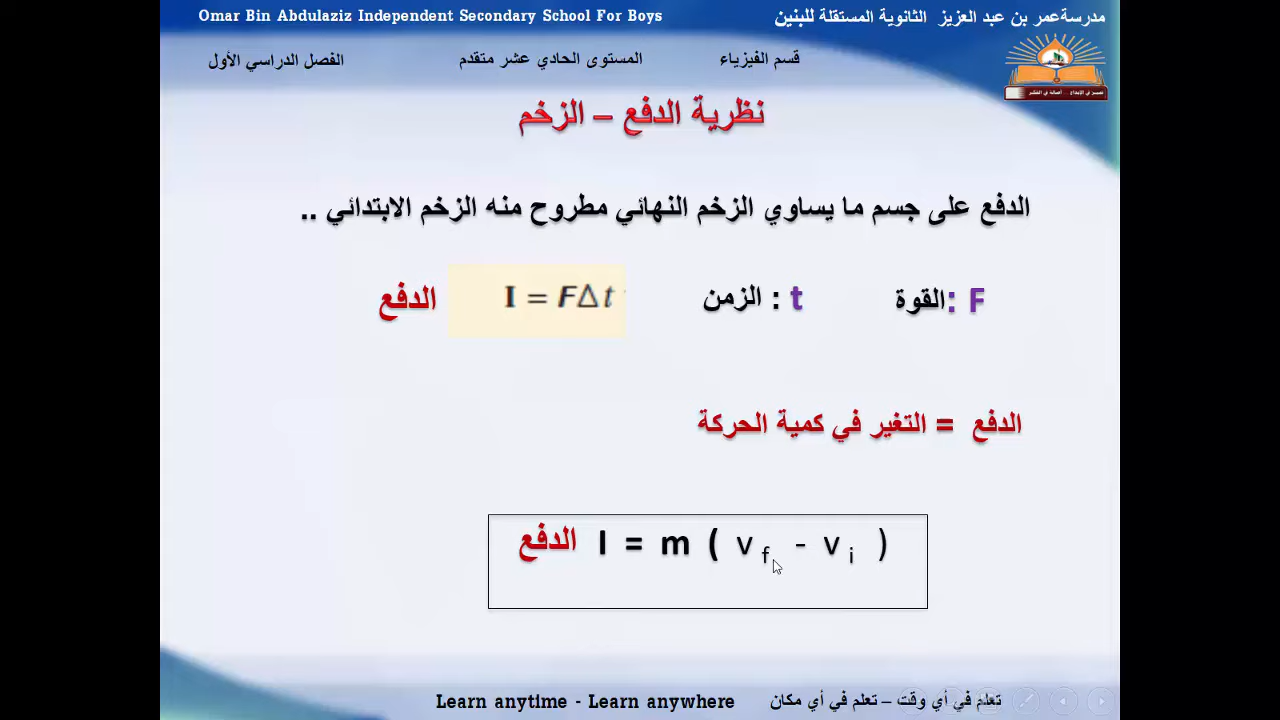 Omar Bin Abdulaziz Independent Secondary School For Boys
مدرسةعمر بن عبد العزيز الثانوية المستقلة للبنين
قسم الفيزياء المستوى الحادي عشر متقدم الفصل الدراسي الأول
نظرية الدفع – الزخم
الدفع على جسم ما يساوي الزخم النهائي مطروح منه الزخم الابتدائي ..
F :القوة t : الزمن I = FΔt الدفع
الدفع = التغير في كمية الحركة
الدفع I = m ( v f - v i )
Learn anytime - Learn anywhere تعلم في أي وقت – تعلم في أي مكان